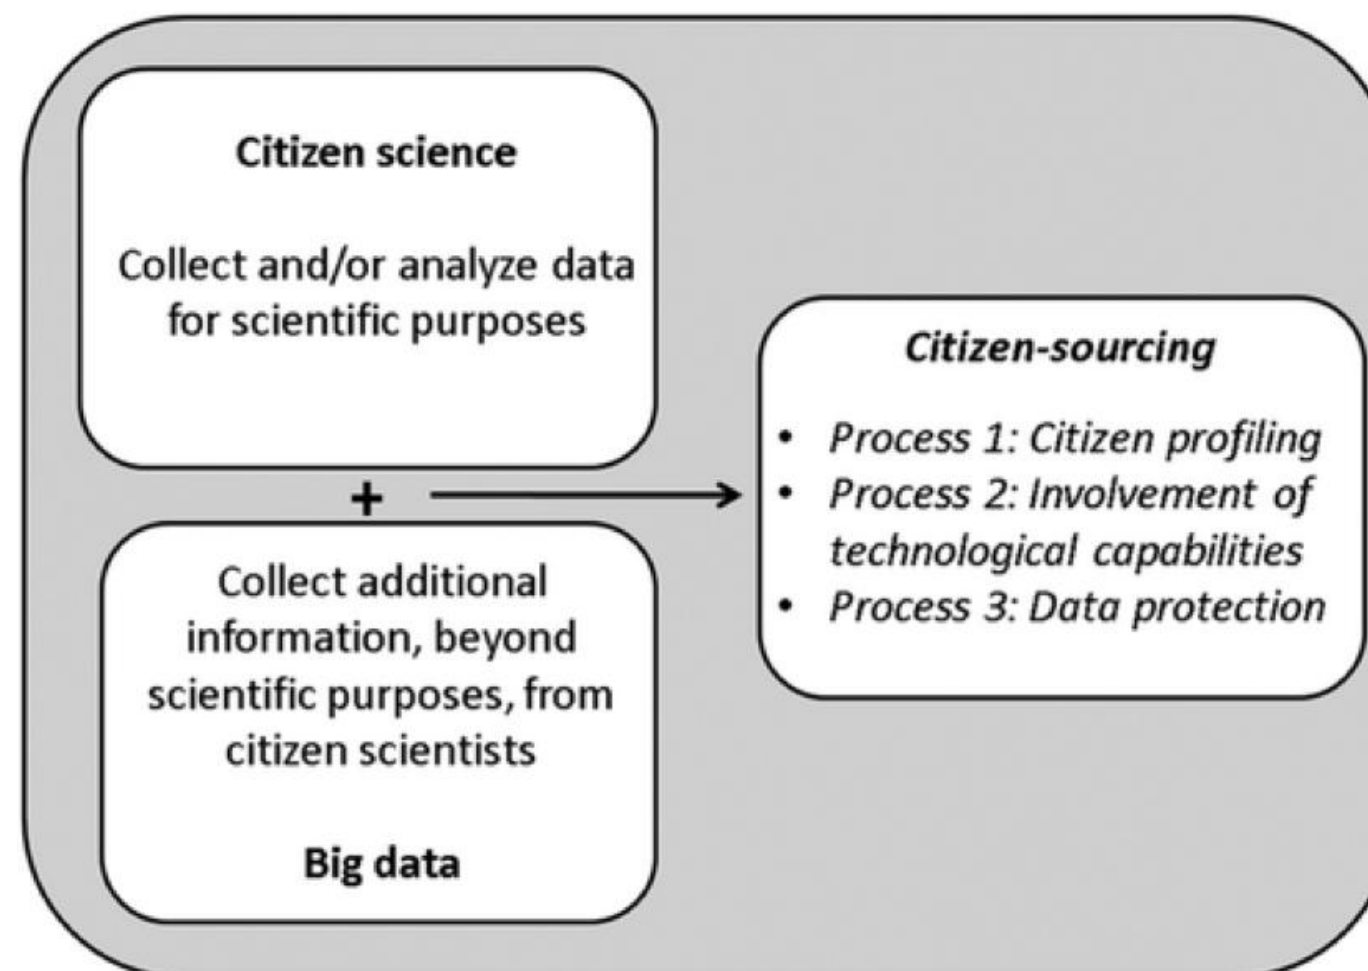 Citizen science
Collect and/or analyze data
for scientific purposes
+
Collect additional
information, beyond
scientific purposes, from
citizen scientists
Big data
Citizen-sourcing
• Process 1: Citizen profiling
• Process 2: Involvement of
technological capabilities
• Process 3: Data protection